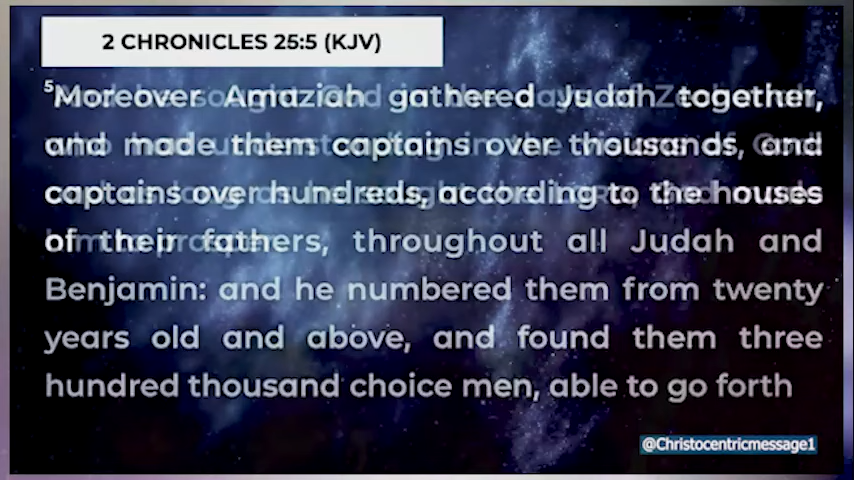 2 CHRONICLES 25:5 (KJV)
5Moreover Amaziah gathered Judah together,
and made them captains over thousands, and
captains over hundreds, according to the houses
of their fathers, throughout all Judah and
Benjamin: and he numbered them from twenty
years old and above, and found them three
hundred thousand choice men, able to go forth
@Christocentricmessage1